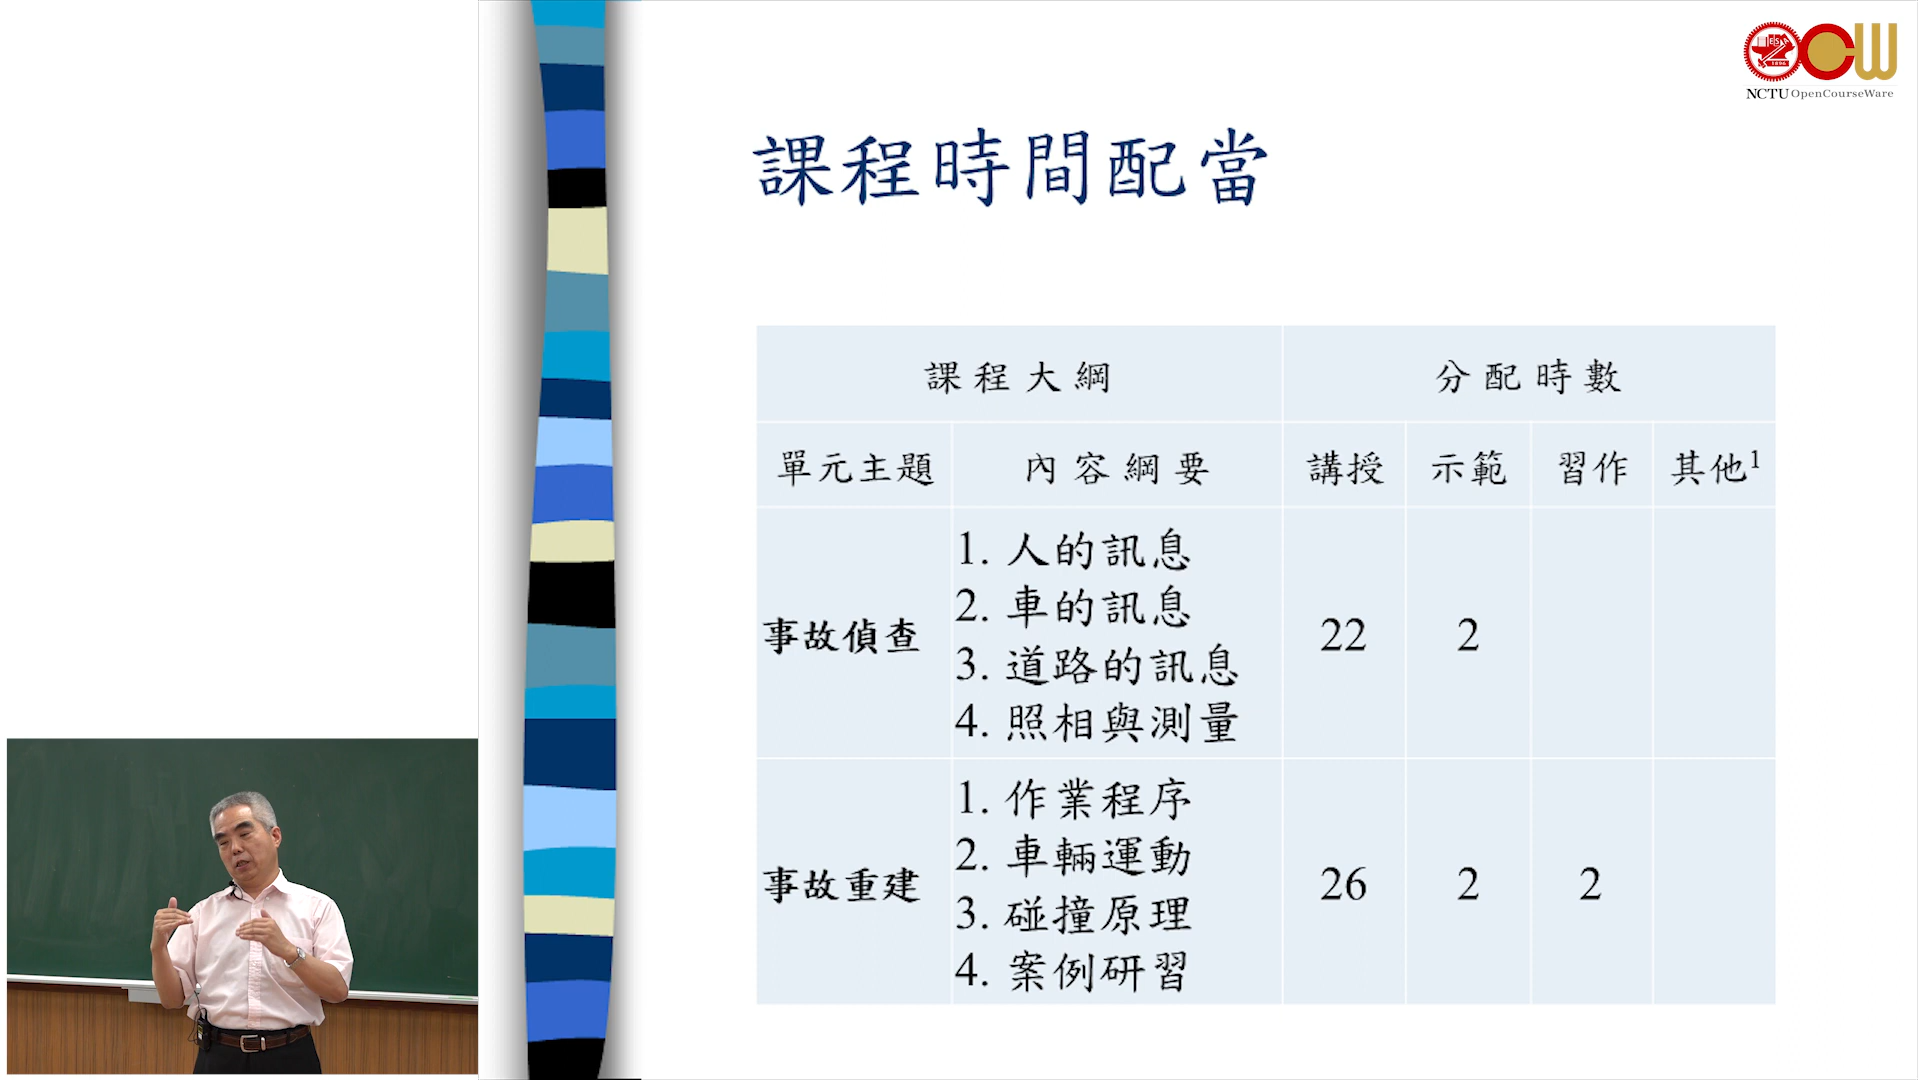 NCTU OpenCourseWare
課程時間配當
課程大綱 分配時數
單元主題 內容綱要 講授 示範 習作 其他1
事故偵查
1. 人的訊息
2. 車的訊息
3. 道路的訊息
4. 照相與測量
22 2
事故重建
1. 作業程序
2. 車輛運動
3. 碰撞原理
4. 案例研習
26 2 2